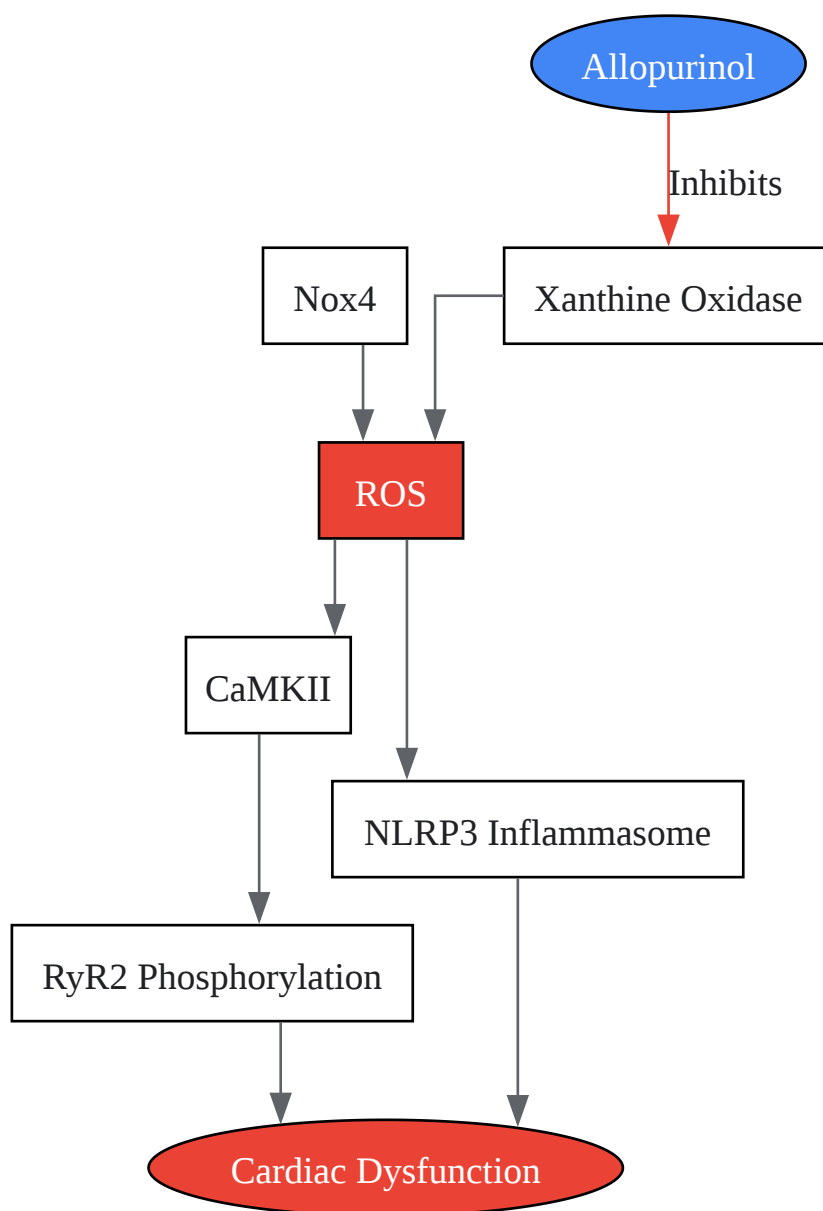 Allopurinol
Inhibits
Nox4
Xanthine Oxidase
ROS
CaMKII
NLRP3 Inflammasome
RyR2 Phosphorylation
Cardiac Dysfunction